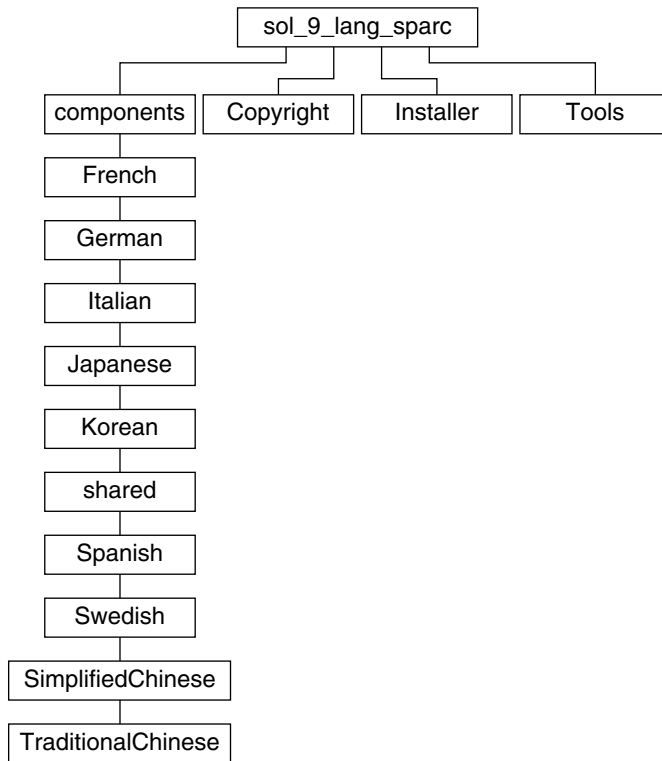 sol_9_lang_sparc
components
Copyright
Installer
Tools
French
German
Italian
Japanese
Korean
shared
Spanish
Swedish
SimplifiedChinese
TraditionalChinese